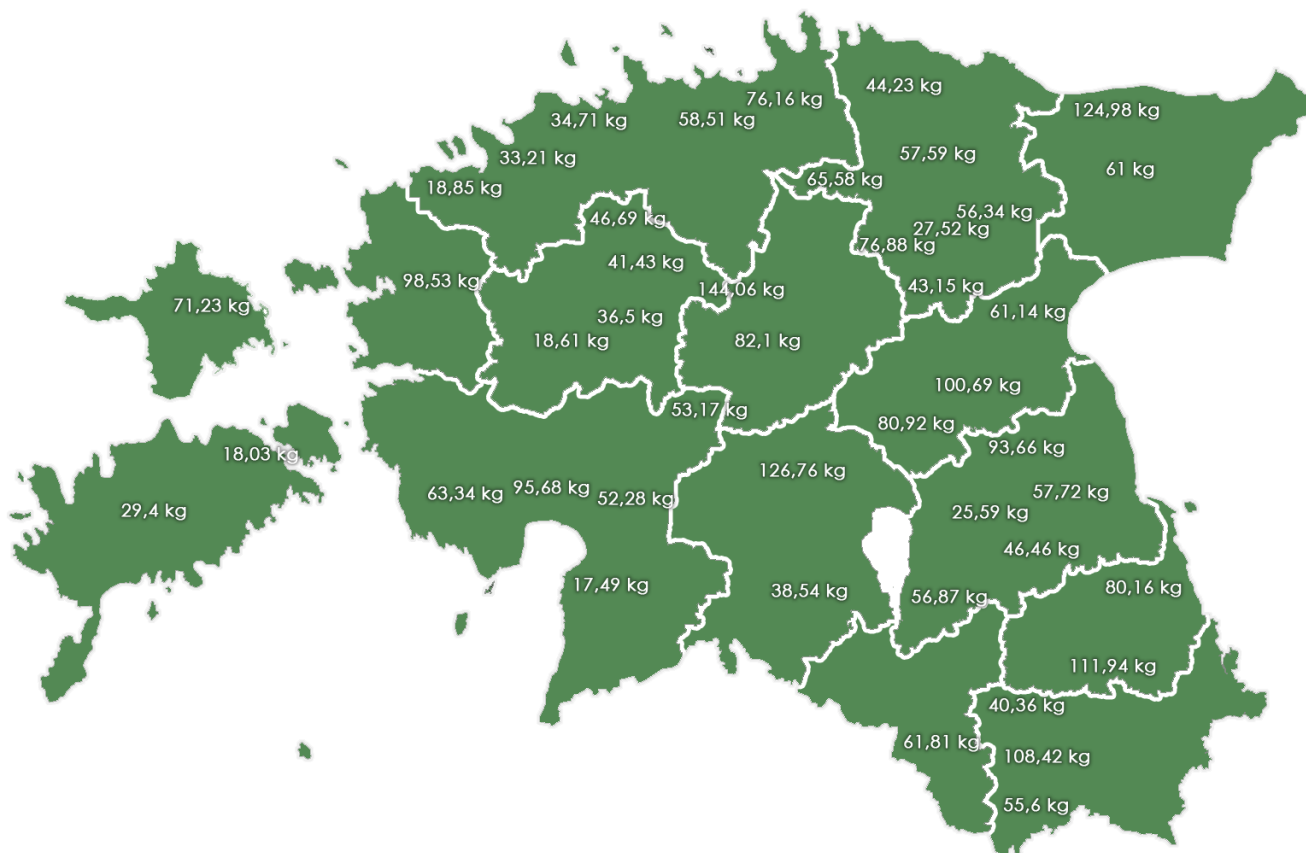 44,23 kg
76,16 kg
124,98 kg
34,71 kg
58,51 kg
57,59 kg
33,21 kg
61 kg
65,58 kg
18,85 kg
56,34 kg
46,69 kg
27,52 kg
76,88 kg
41,43 kg
98,53 kg
43,15 kg
144,06 kg
71,23 kg
61,14 kg
36,5 kg
18,61 kg
82,1 kg
100,69 kg
53,17 kg
80,92 kg
93,66 kg
18,03 kg
126,76 kg
95,68 kg
63,34 kg
57,72 kg
52,28 kg
29,4 kg
25,59 kg
46,46 kg
17,49 kg
80,16 kg
38,54 kg
56,87 kg
111,94 kg
40,36 kg
61,81 kg
108,42 kg
55,6 kg